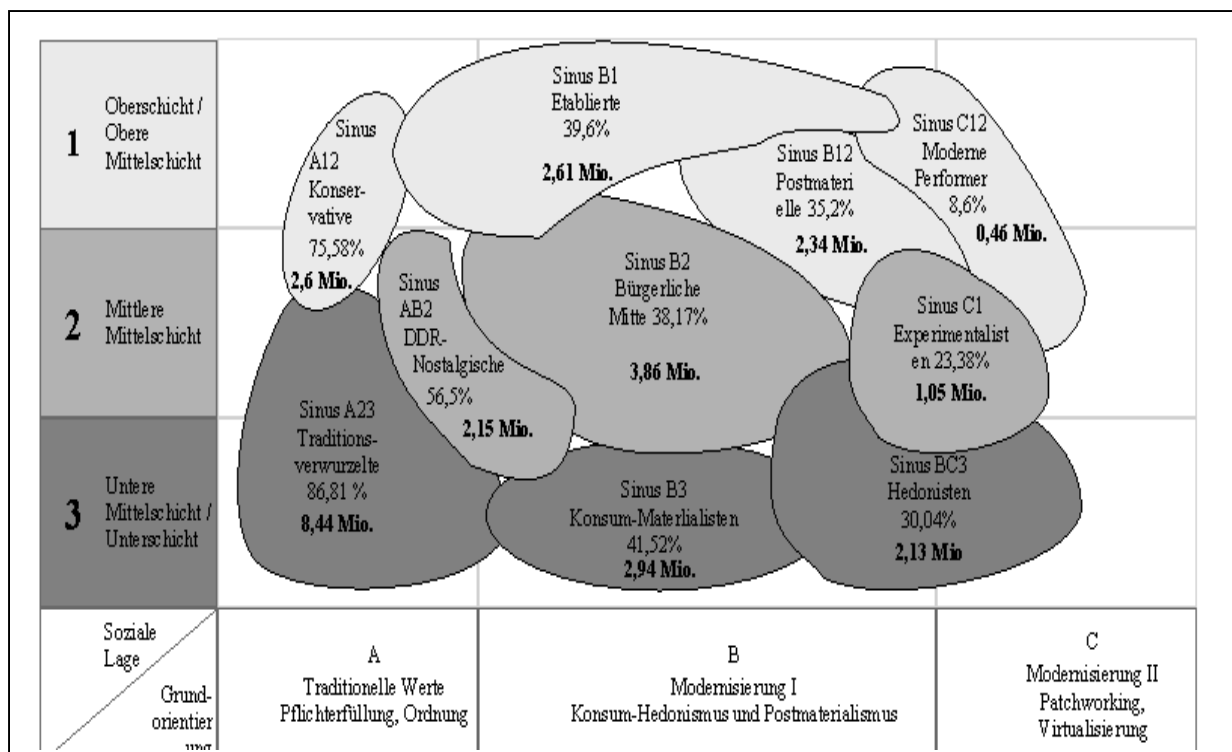 1
Oberschicht /
Obere
Mittelschicht
2
Mittlere
Mittelschicht
3
Untere
Mittelschicht /
Unterschicht
Sinus
A12
Konser-
vative
75,58%
2,6 Mio.
Sinus B1
Etablierte
39,6%
2,61 Mio.
Sinus B12
Postmateri
elle 35,2%
2,34 Mio.
Sinus C12
Moderne
Performer
8,6%
0,46 Mio.
Sinus
AB2
DDR-
Nostalgische
56,5%
2,15 Mio.
Sinus B2
Bürgerliche
Mitte 38,17%
3,86 Mio.
Sinus C1
Experimentalist
en 23,38%
1,05 Mio.
Sinus A23
Traditions-
verwurzelte
86,81 %
8,44 Mio.
Sinus B3
Konsum-Materlialisten
41,52%
2,94 Mio.
Sinus BC3
Hedonisten
30,04%
2,13 Mio
Soziale
Lage
Grund-
orientier
ung
A
Traditionelle Werte
Pflichterfüllung, Ordnung
B
Modernisierung I
Konsum-Hedonismus und Postmaterialismus
C
Modernisierung II
Patchworking,
Virtualisierung